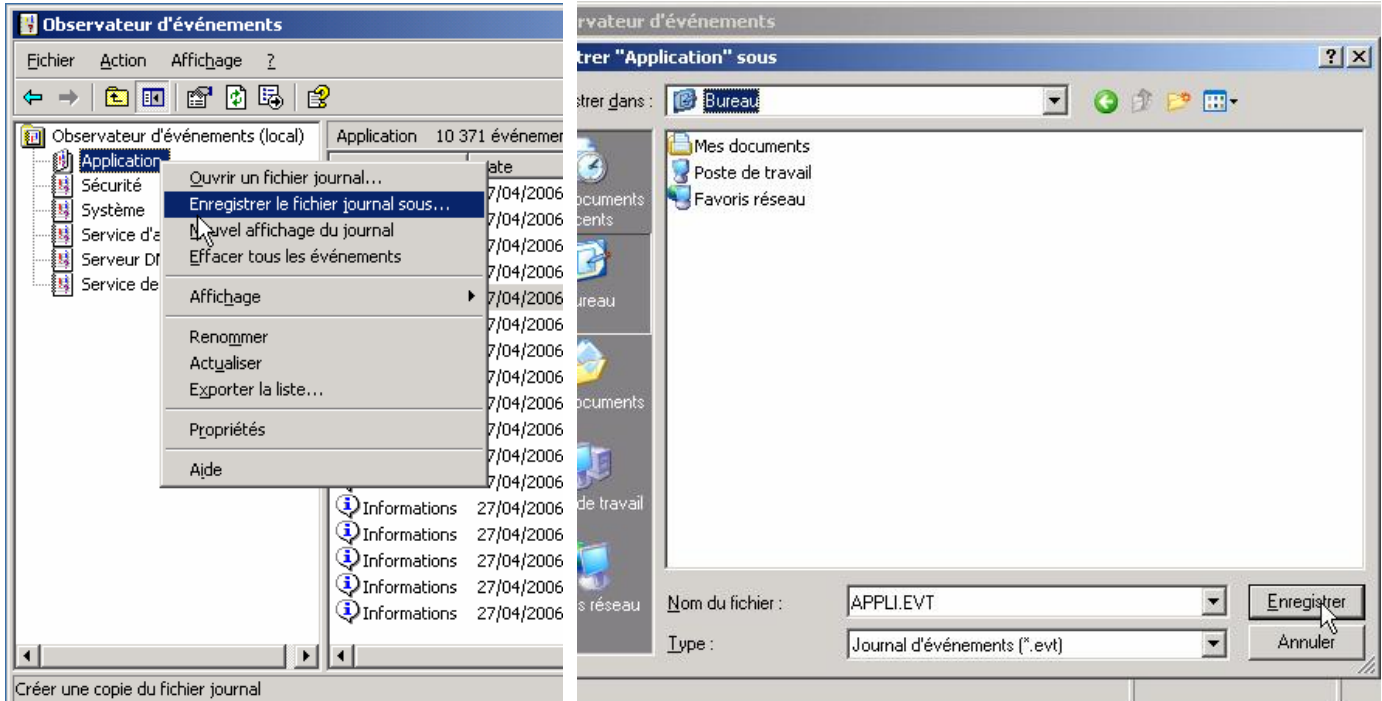 Observateur d'événements
Fichier Action Affichage ?
Observateur d'événements (local)
Application
Sécurité
Système
Service d'a
Serveur DN
Service de
Application 10 371 événemen
ate
Ouvrir un fichier journal...
Enregistrer le fichier journal sous...
Nouvel affichage du journal
Effacer tous les événements
Affichage
Renommer
Actualiser
Exporter la liste...
Propriétés
Aide
7/04/2006
7/04/2006
7/04/2006
7/04/2006
7/04/2006
7/04/2006
7/04/2006
7/04/2006
7/04/2006
7/04/2006
7/04/2006
7/04/2006
Informations 27/04/2006
Informations 27/04/2006
Informations 27/04/2006
Informations 27/04/2006
Informations 27/04/2006
Créer une copie du fichier journal
rvateur d'événements
trer "Application" sous
strer dans : Bureau
ocuments
cents
ureau
ocuments
de travail
s réseau
Mes documents
Poste de travail
Favoris réseau
Nom du fichier : APPLI.EVT Enregistrer
Type : Journal d'événements (*.evt) Annuler